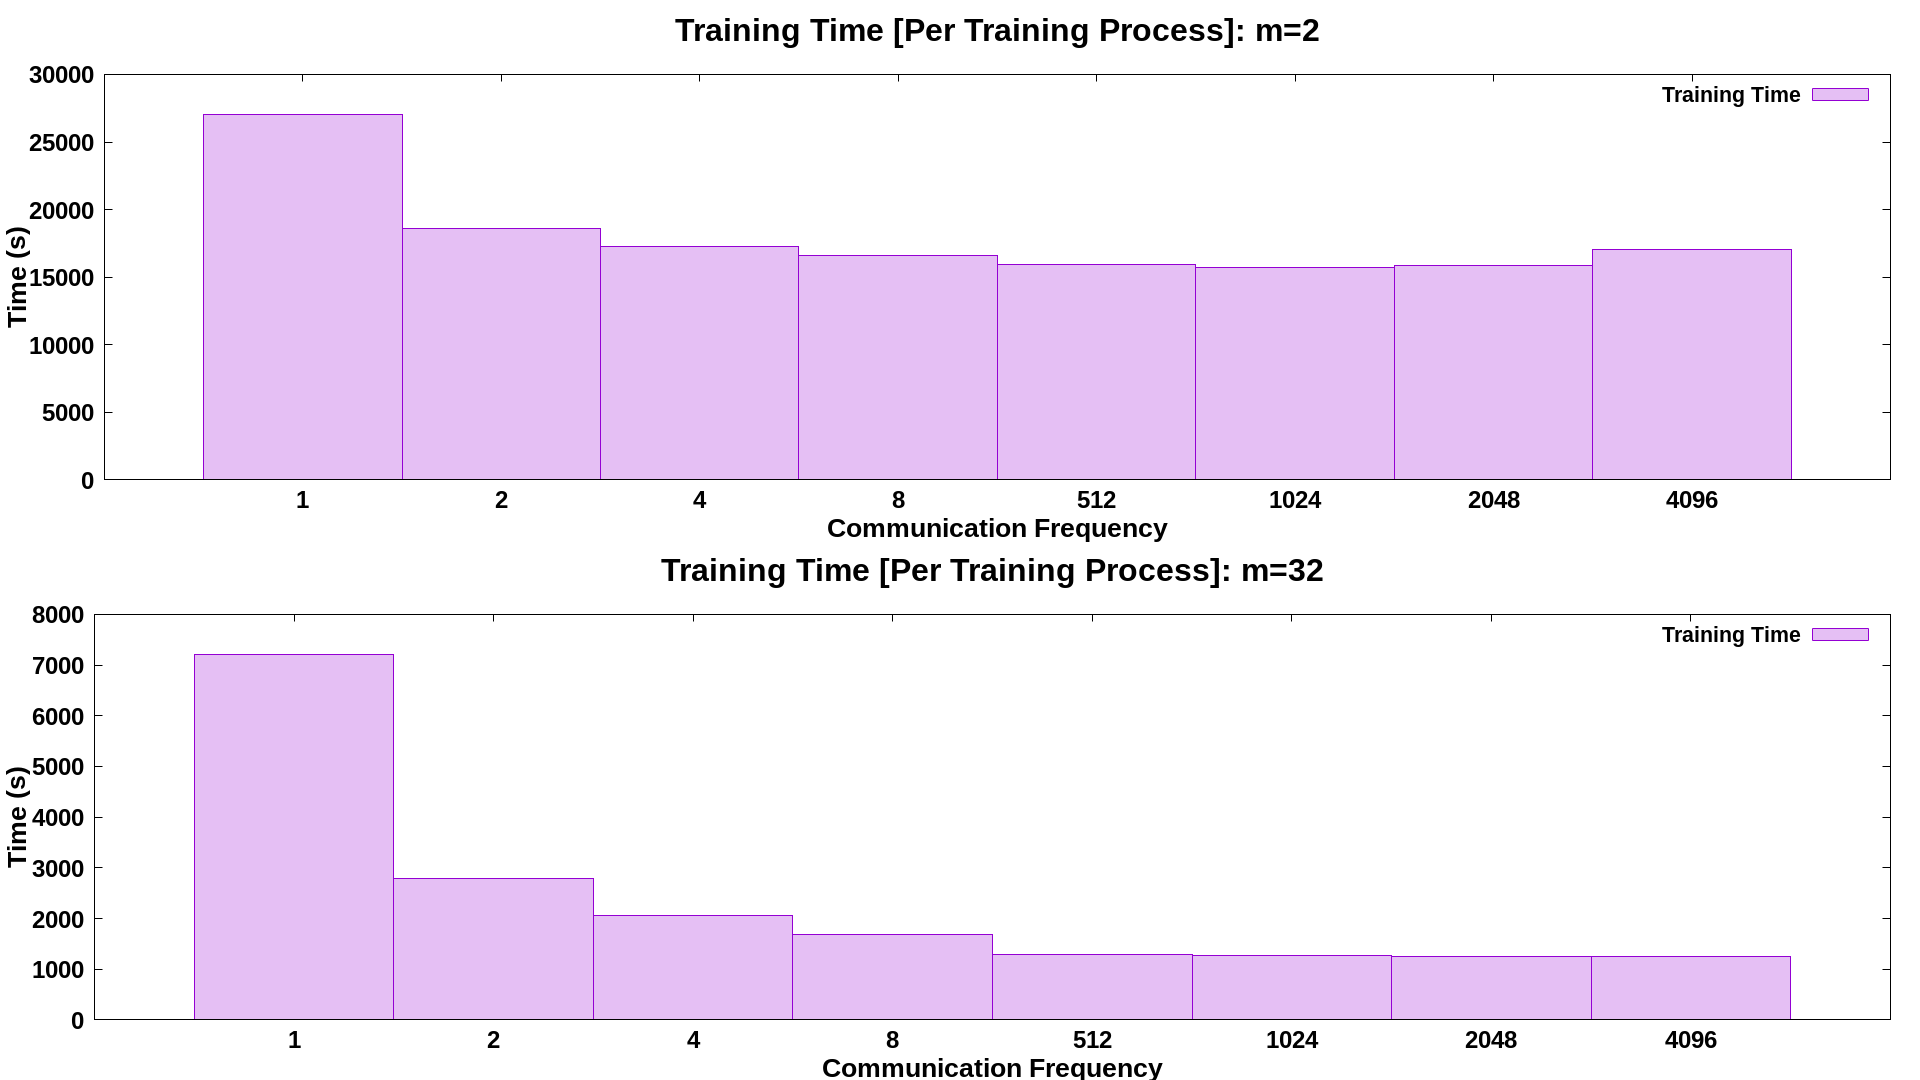 Training Time [Per Training Process]: m=2
30000
Training Time
25000
20000
15000
10000
5000
0
Time (s)
1 2 4 8 512 1024 2048 4096
Communication Frequency
Training Time [Per Training Process]: m=32
8000
Training Time
7000
6000
5000
4000
3000
2000
1000
0
Time (s)
1 2 4 8 512 1024 2048 4096
Communication Frequency